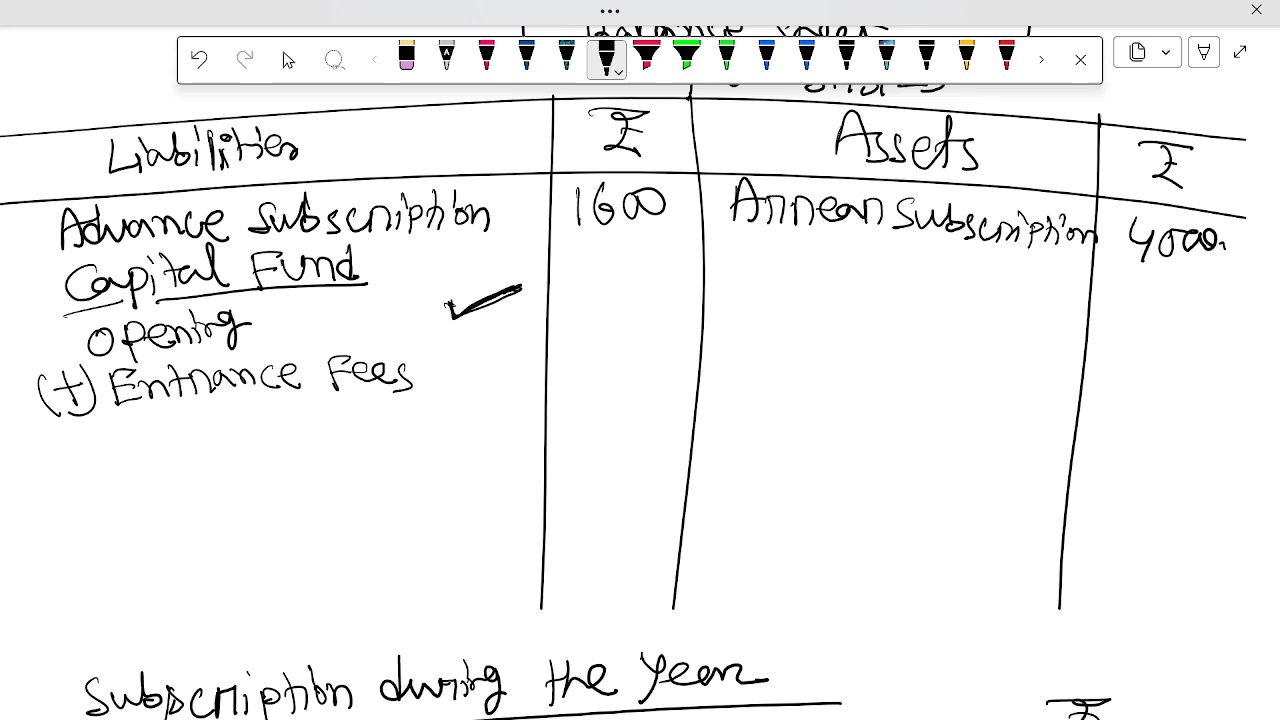 Liabilities ₹ Assets ₹
Advance subscription 1600 Arrear subscription 4000
Capital Fund
opening
(+) Entrance Fees
subscription during the Year
₹